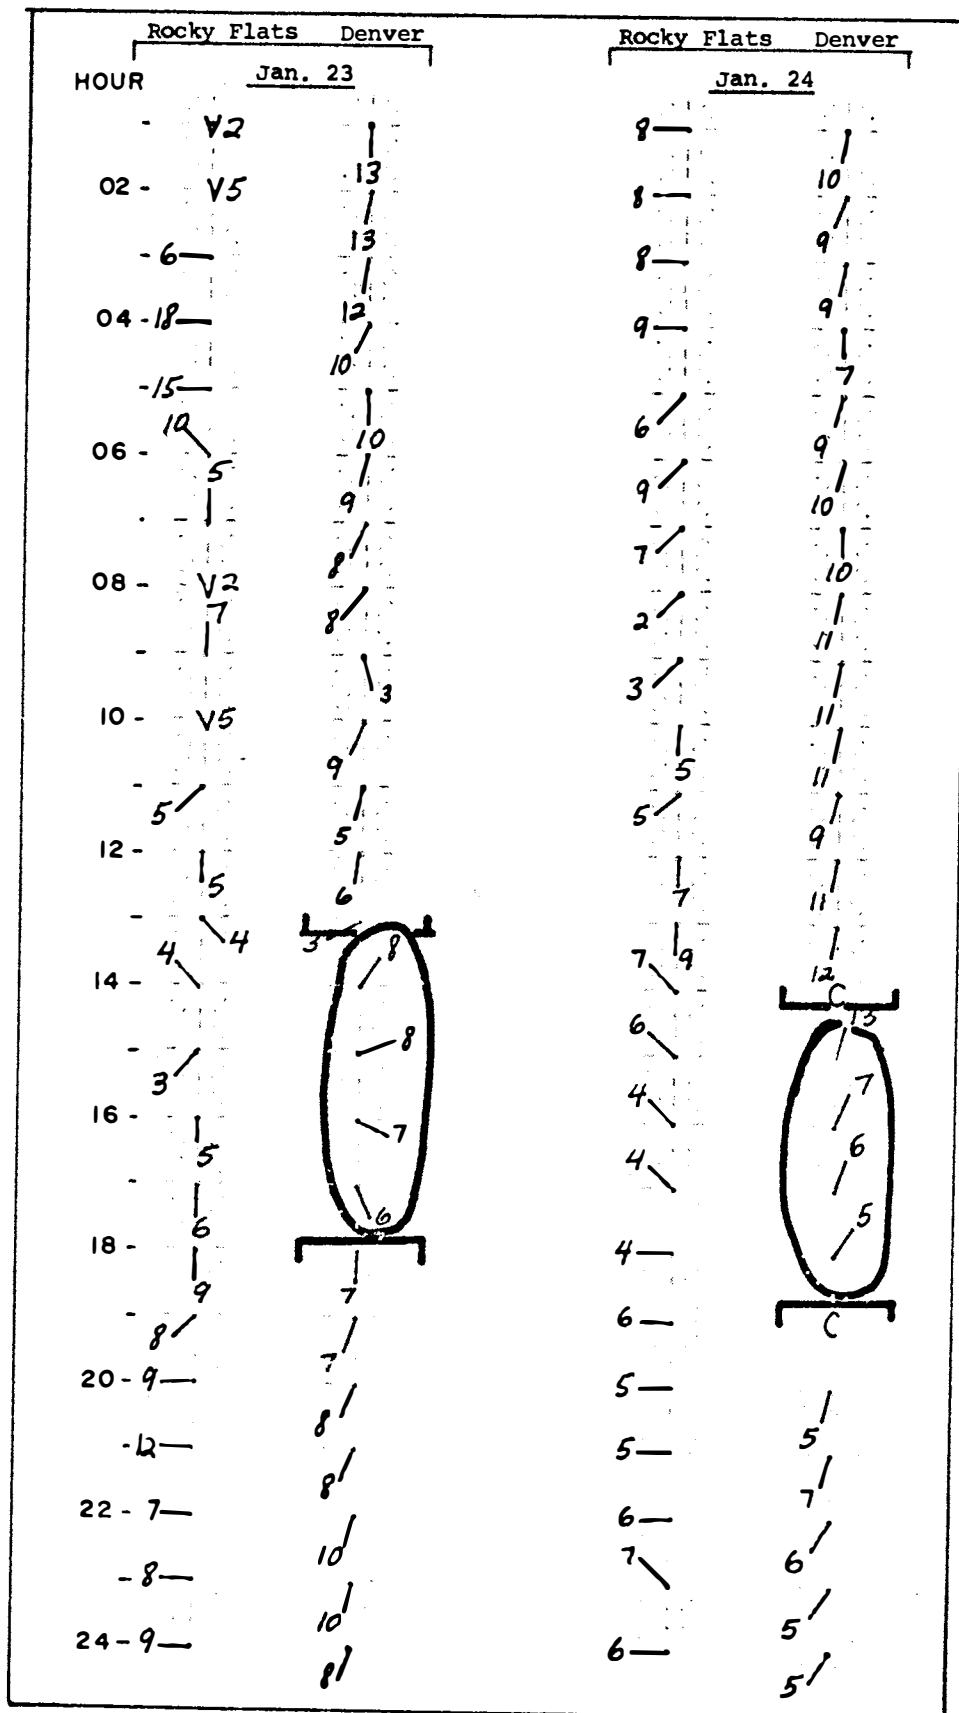 Rocky Flats Denver Rocky Flats Denver
HOUR Jan. 23 Jan. 24
- V2 13 8 10
02 - V5 13 8 9
- 6 12 8 9
04 - 18 10 9 7
- 15 10 6 9
06 - 10 9 9 10
- 5 8 7 10
08 - V2 8 2 11
- 7 3 3 11
10 - V5 9 5 11
- 5 5 5 9
12 - 5 6 7 11
- 4 3 9 12
14 - 4 8 7 C
- 3 8 6 13
16 - 5 7 4 7
- 6 6 4 6
18 - 9 7 4 5
- 8 7 6 C
20 - 9 8 5 5
- 12 8 5 7
22 - 7 10 6 6
- 8 10 7 5
24 - 9 8 6 5